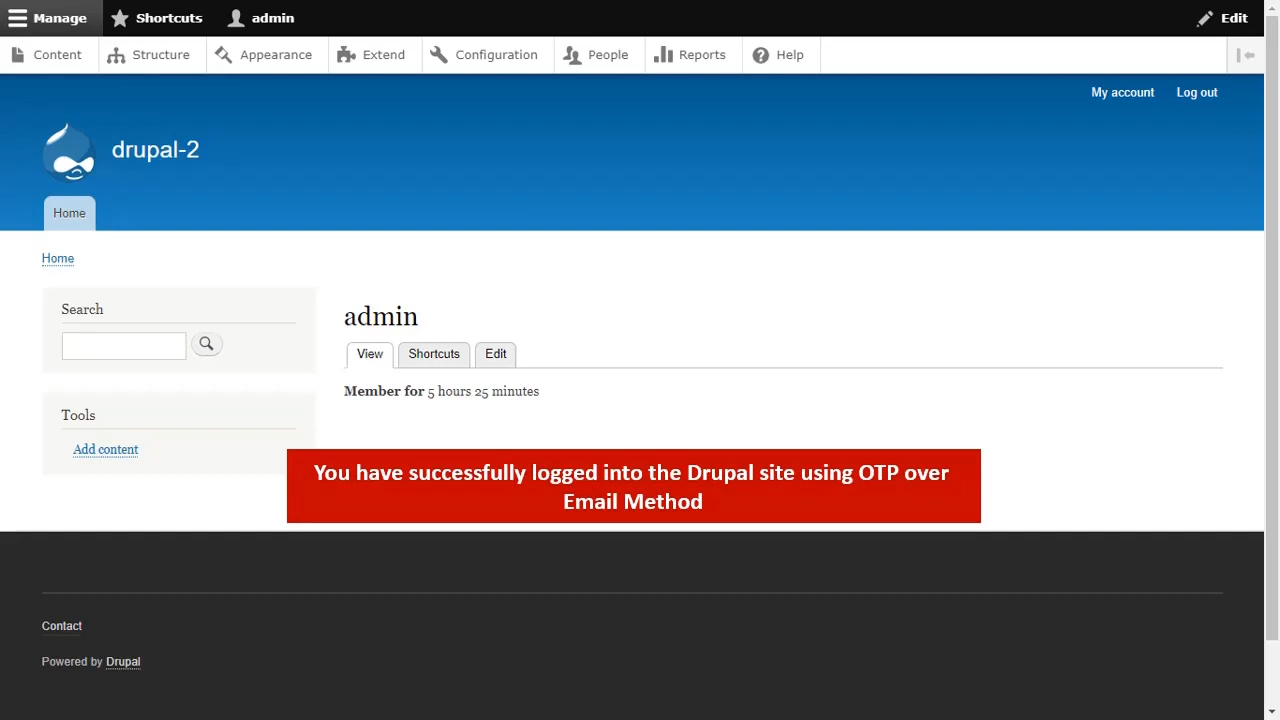 Manage Shortcuts admin Edit
Content Structure Appearance Extend Configuration People Reports Help
My account Log out
drupal-2
Home
Home
Search
admin
View Shortcuts Edit
Member for 5 hours 25 minutes
Tools
Add content
You have successfully logged into the Drupal site using OTP over
Email Method
Contact
Powered by Drupal